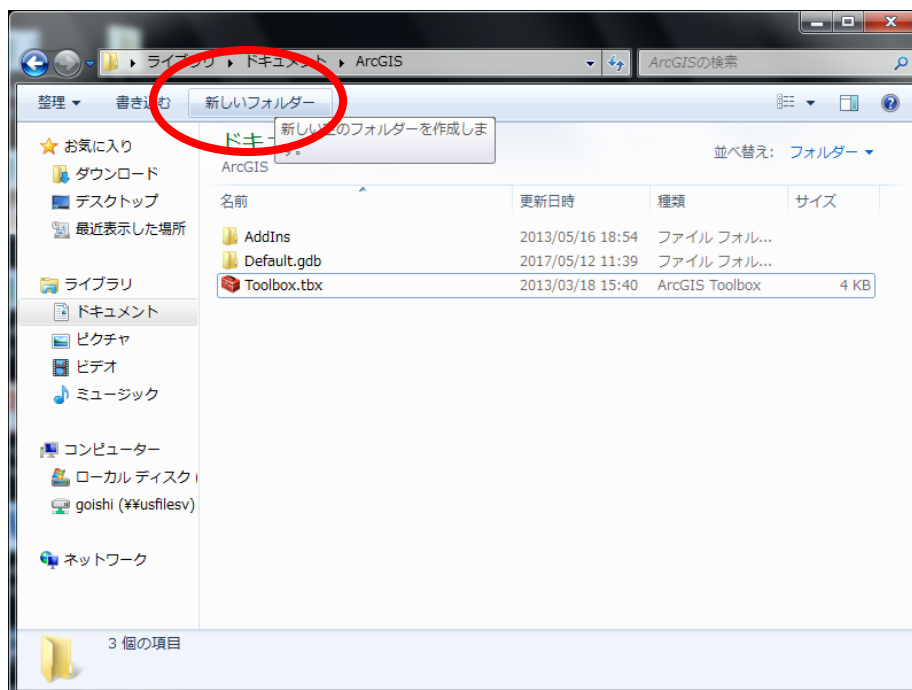 ライブラリ ▸ ドキュメント ▸ ArcGIS
ArcGISの検索
整理 ▼ 書き込む 新しいフォルダー
新しい空のフォルダーを作成しま
す。
ドキュ
ArcGIS
並べ替え: フォルダー ▼
名前 更新日時 種類 サイズ
AddIns 2013/05/16 18:54 ファイル フォル...
Default.gdb 2017/05/12 11:39 ファイル フォル...
Toolbox.tbx 2013/03/18 15:40 ArcGIS Toolbox 4 KB
お気に入り
ダウンロード
デスクトップ
最近表示した場所
ライブラリ
ドキュメント
ピクチャ
ビデオ
ミュージック
コンピューター
ローカル ディスク (
goishi (¥¥usfilesv)
ネットワーク
3 個の項目